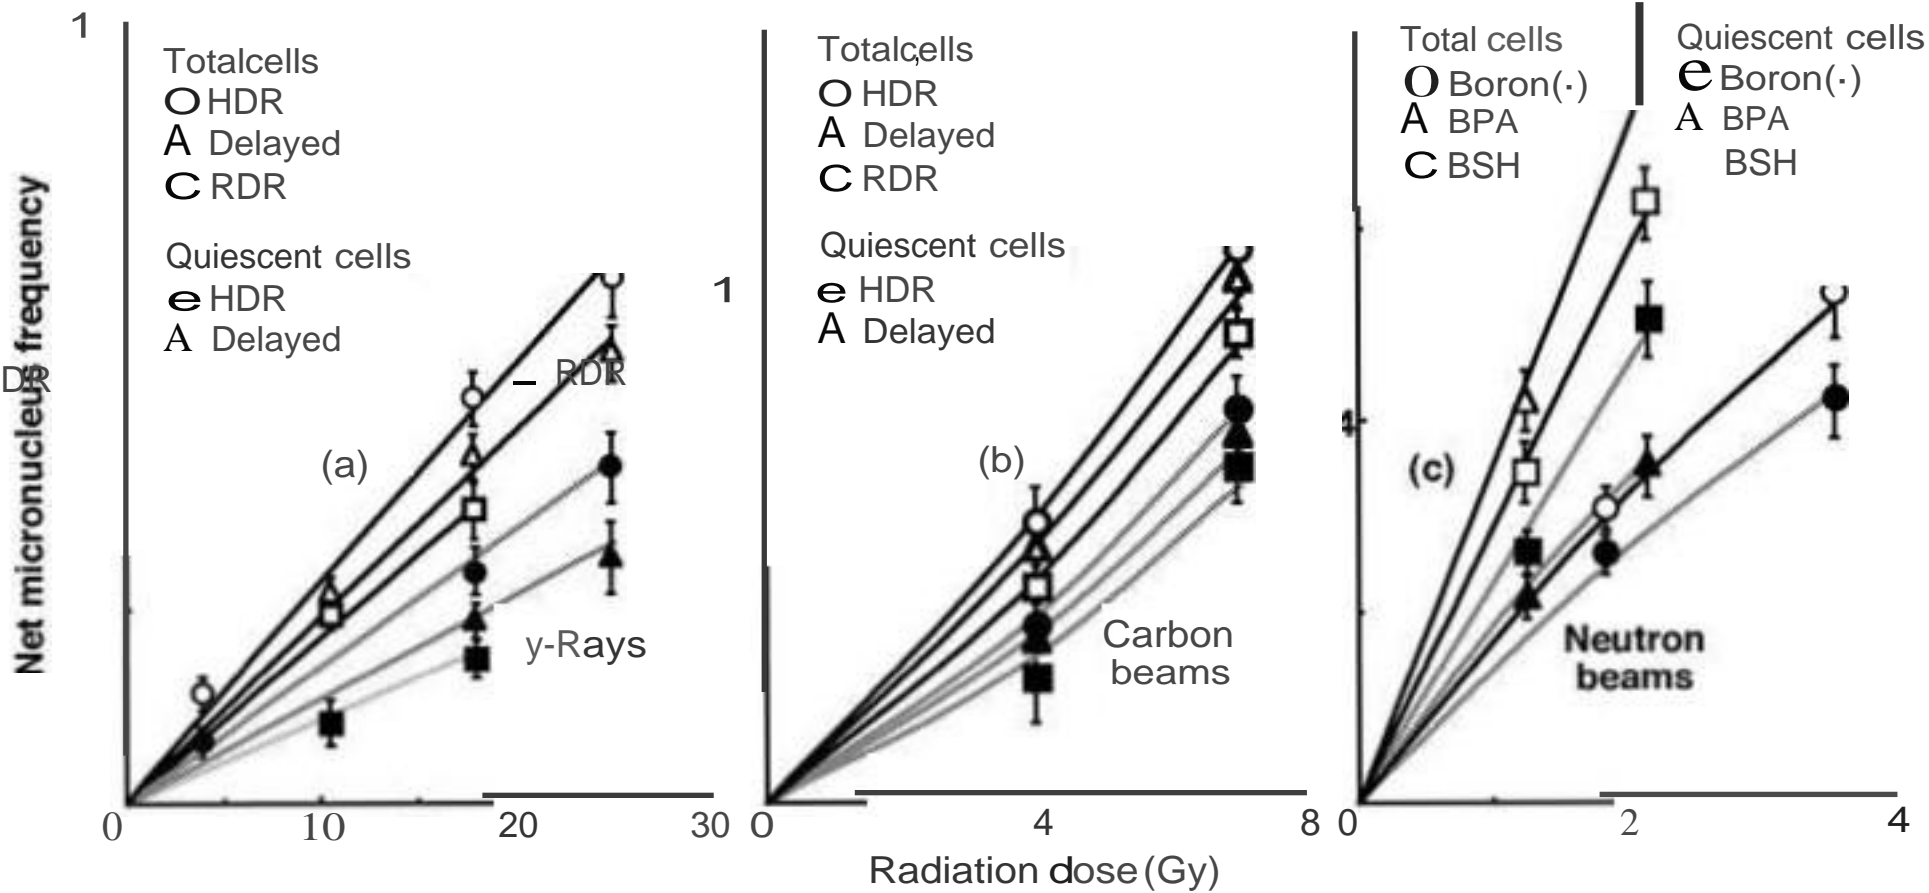 Net micronucleus frequency
DR
1
Totalcells
O HDR
A Delayed
C RDR
Quiescent cells
e HDR
A Delayed
– RDR
(a)
y-Rays
0 10 20 30
1
Totalcells
O HDR
A Delayed
C RDR
Quiescent cells
e HDR
A Delayed
(b)
Carbon
beams
0 4 8
Radiation dose (Gy)
Total cells
O Boron(·)
A BPA
C BSH
Quiescent cells
e Boron(·)
A BPA
BSH
4
(c)
Neutron
beams
0 2 4